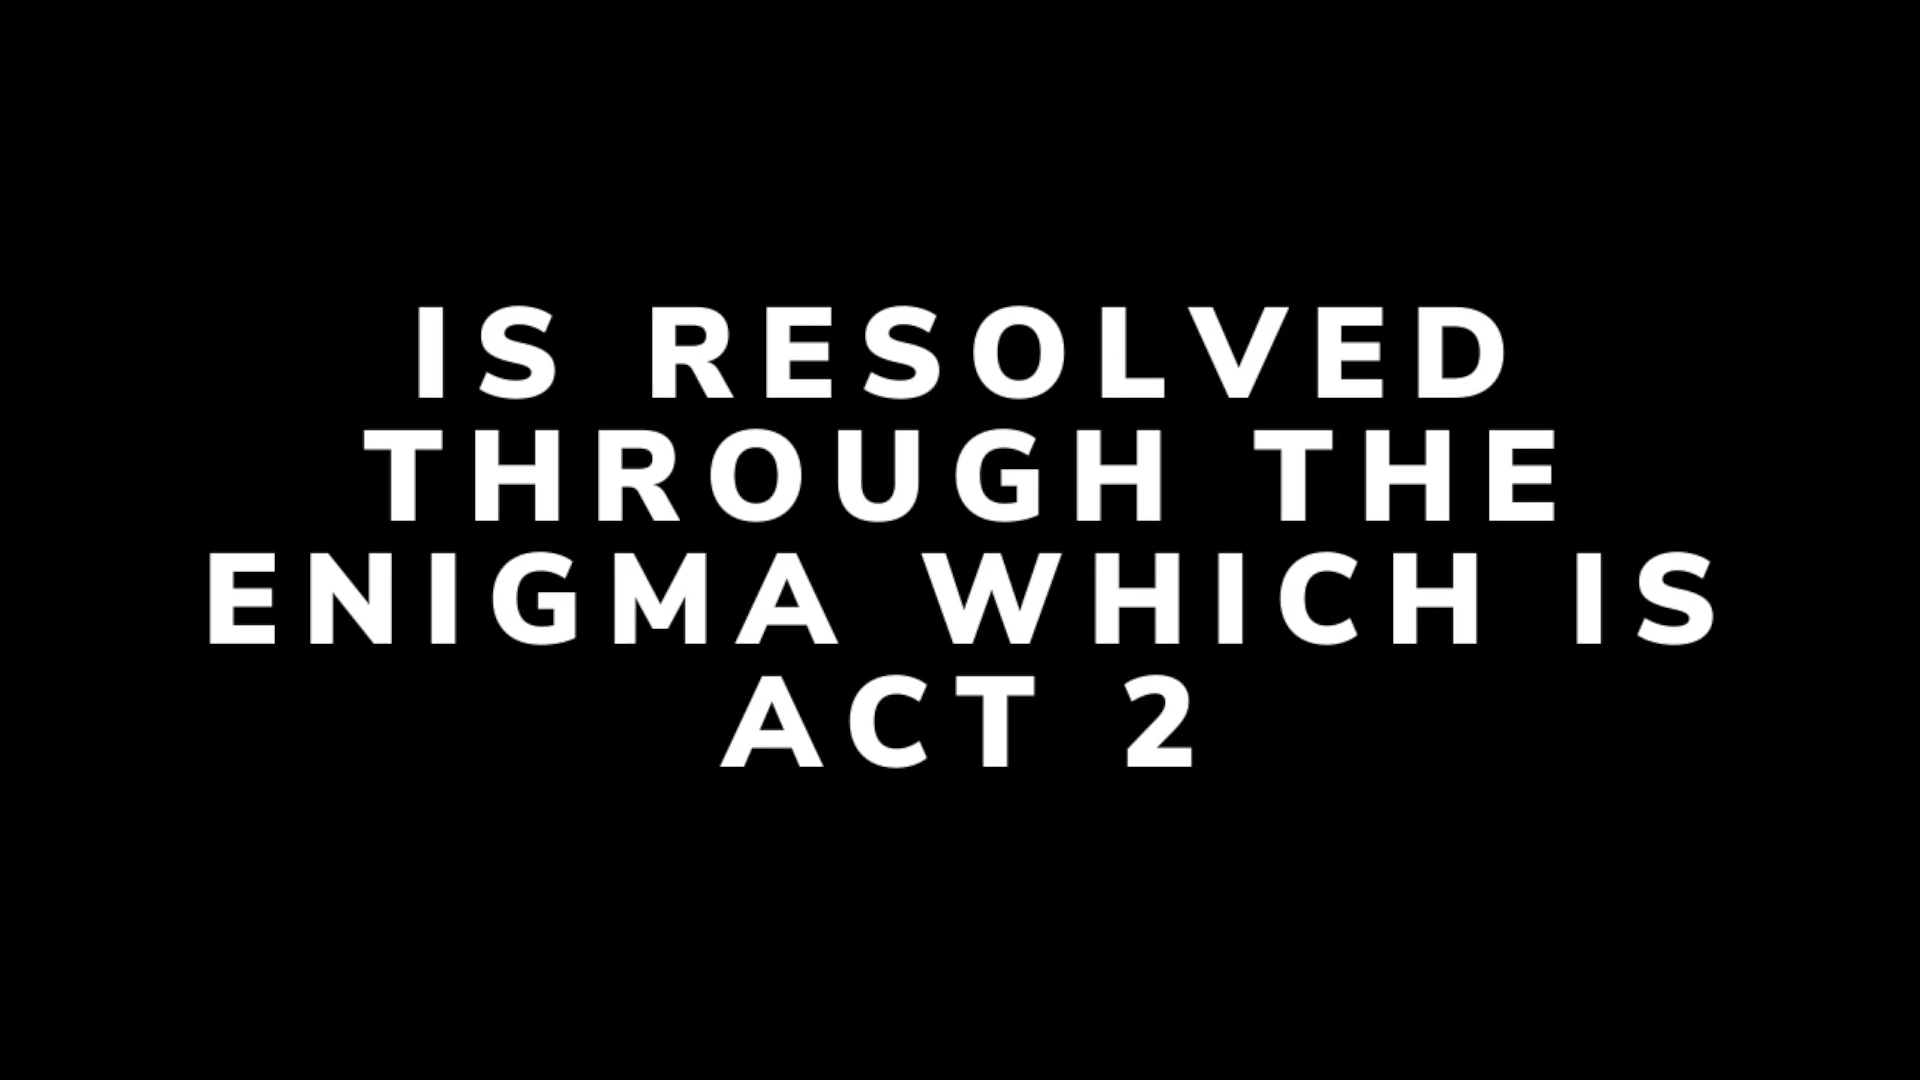 IS RESOLVED
THROUGH THE
ENIGMA WHICH IS
ACT 2